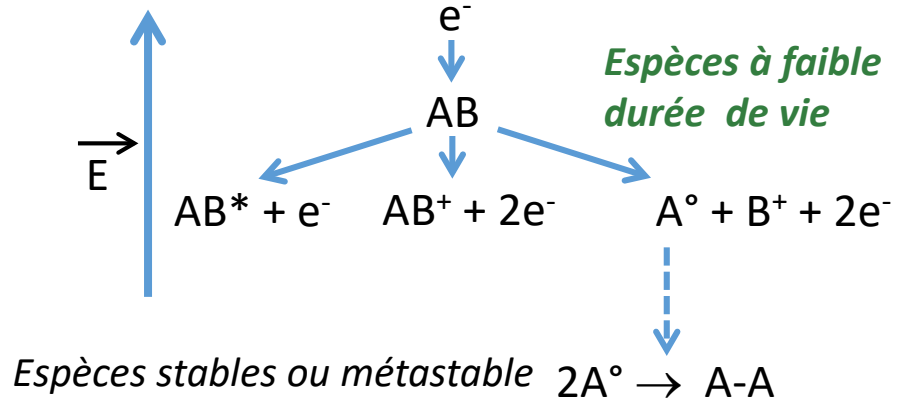 e⁻
Espèces à faible
durée de vie
AB
E
AB* + e⁻
AB⁺ + 2e⁻
A° + B⁺ + 2e⁻
Espèces stables ou métastable
2A° → A-A